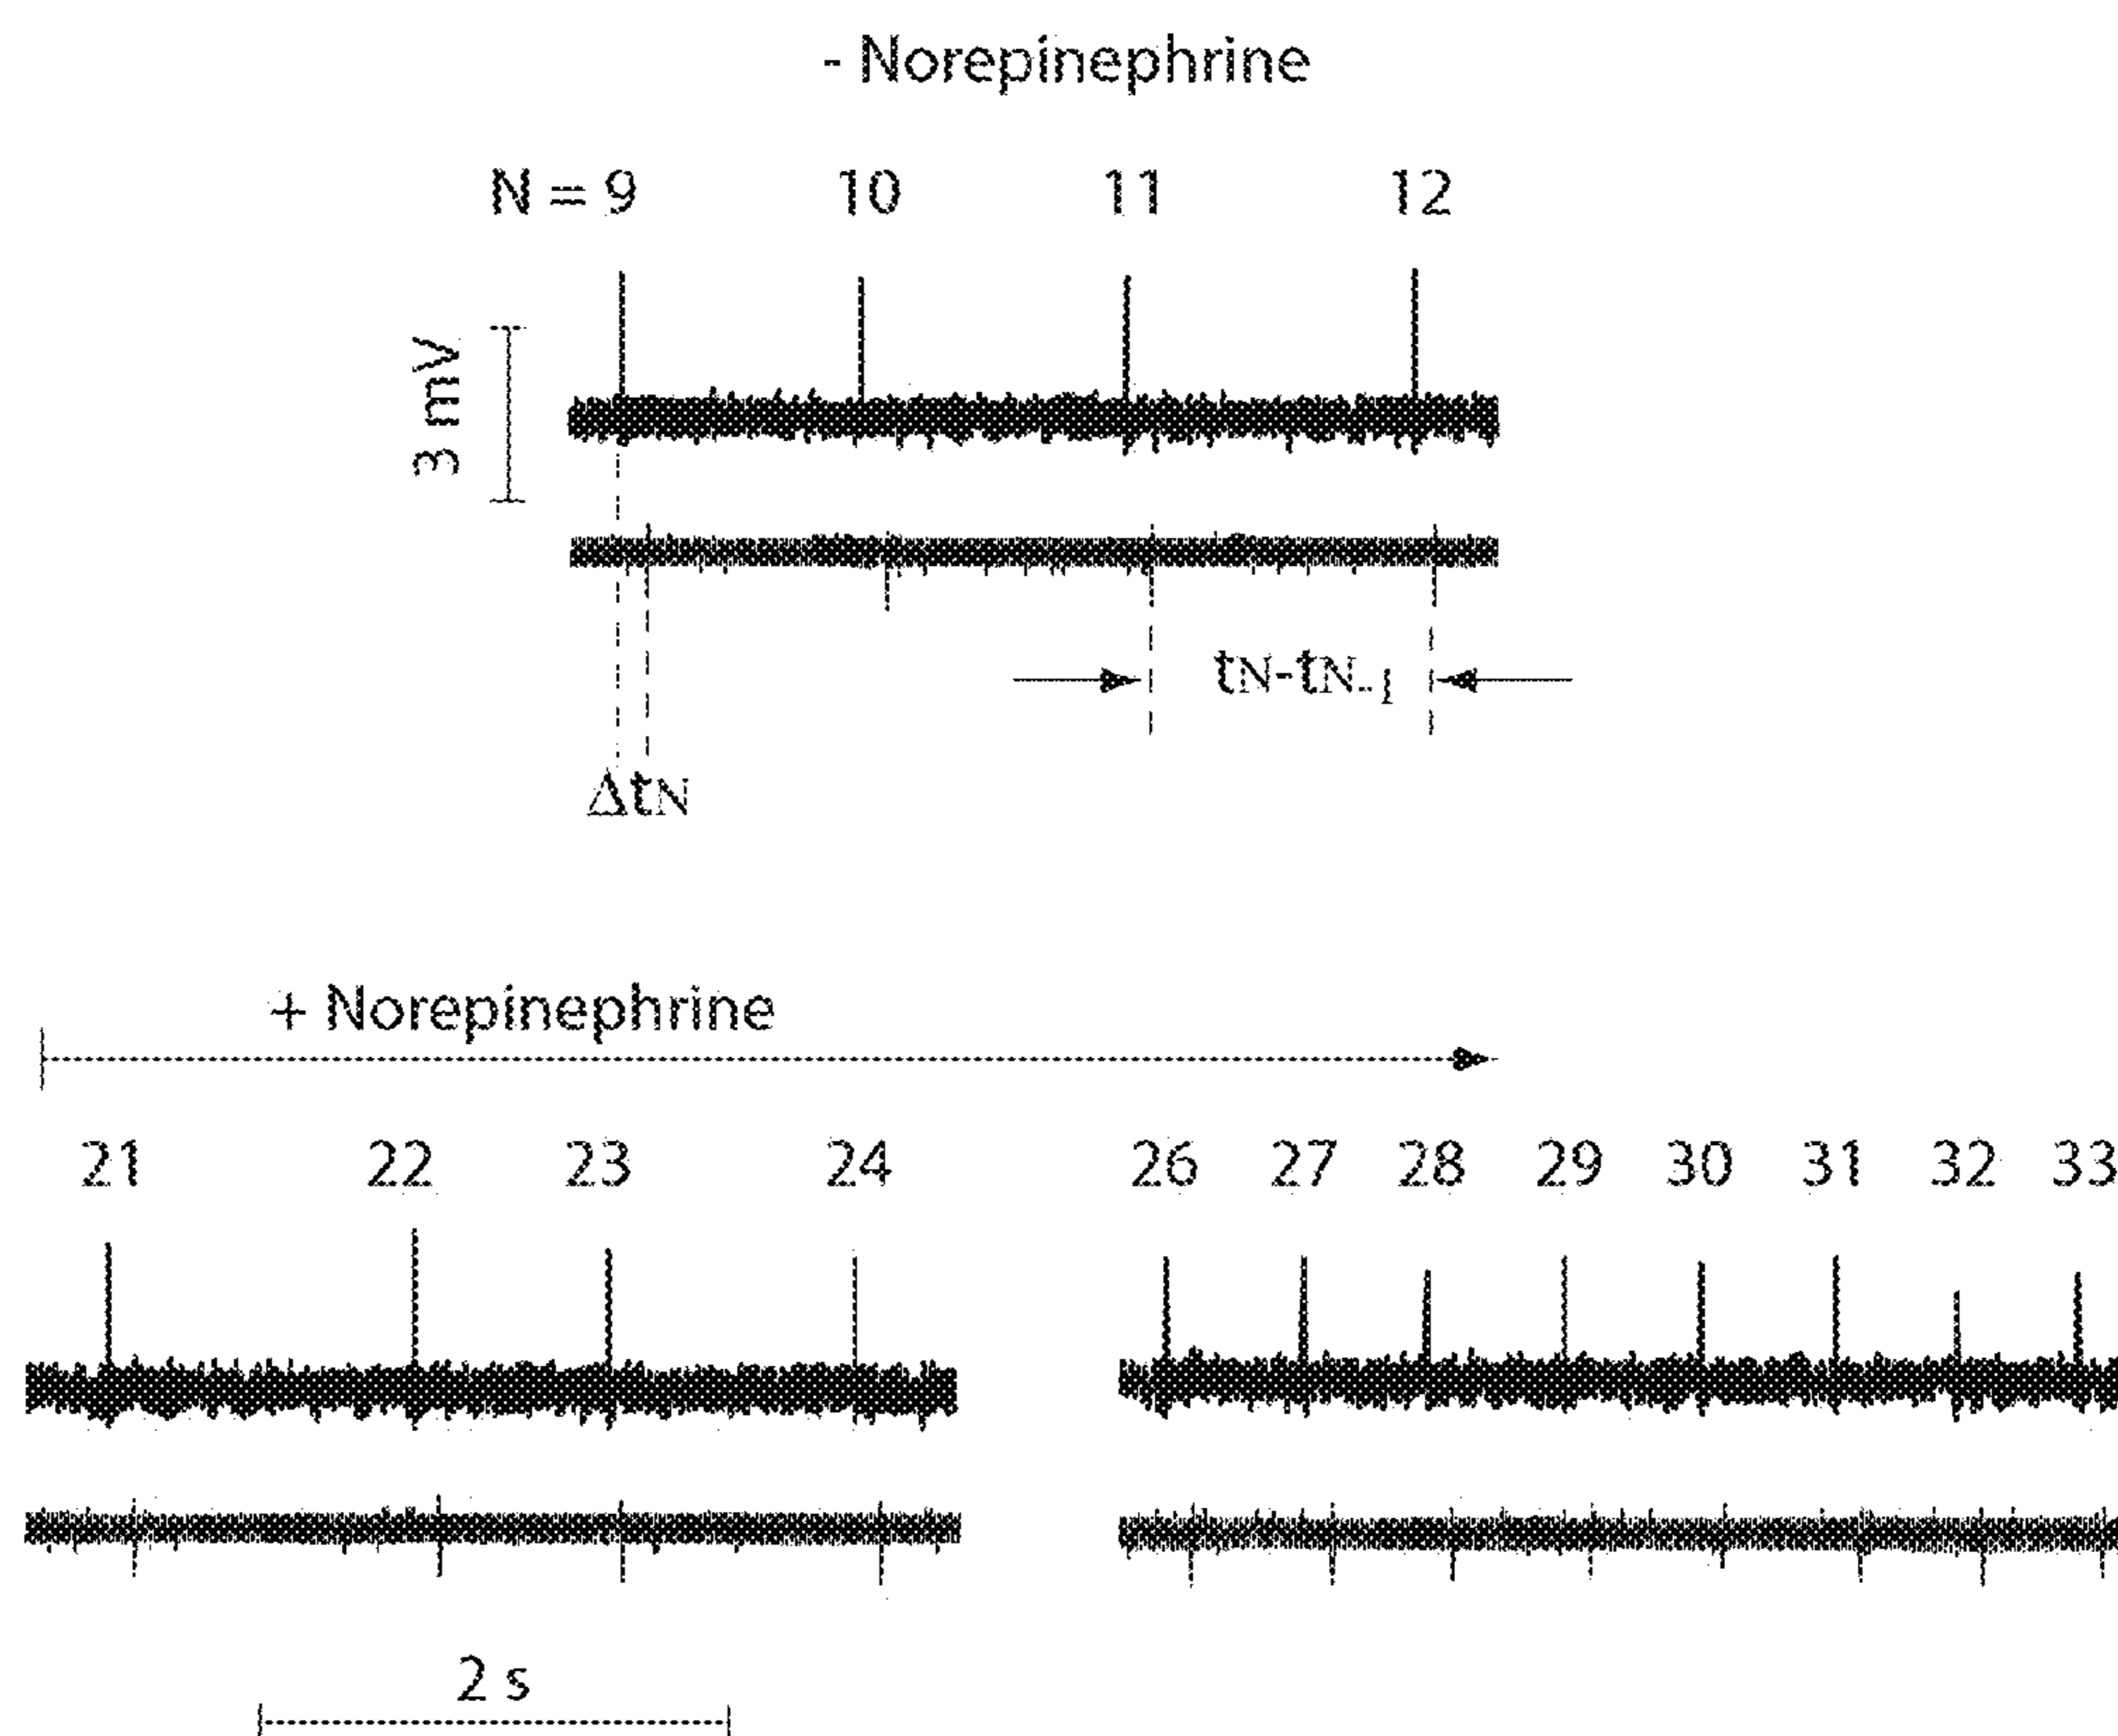 - Norepinephrine
N = 9 10 11 12
3 mV
tN-tN-1
ΔtN
+ Norepinephrine
21 22 23 24 26 27 28 29 30 31 32 33
2 s